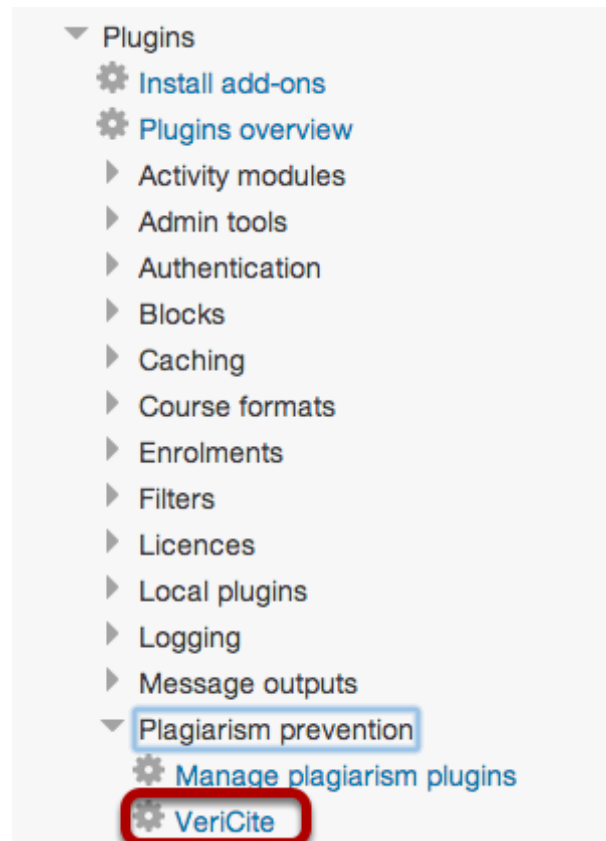 Plugins
Install add-ons
Plugins overview
Activity modules
Admin tools
Authentication
Blocks
Caching
Course formats
Enrolments
Filters
Licences
Local plugins
Logging
Message outputs
Plagiarism prevention
Manage plagiarism plugins
VeriCite